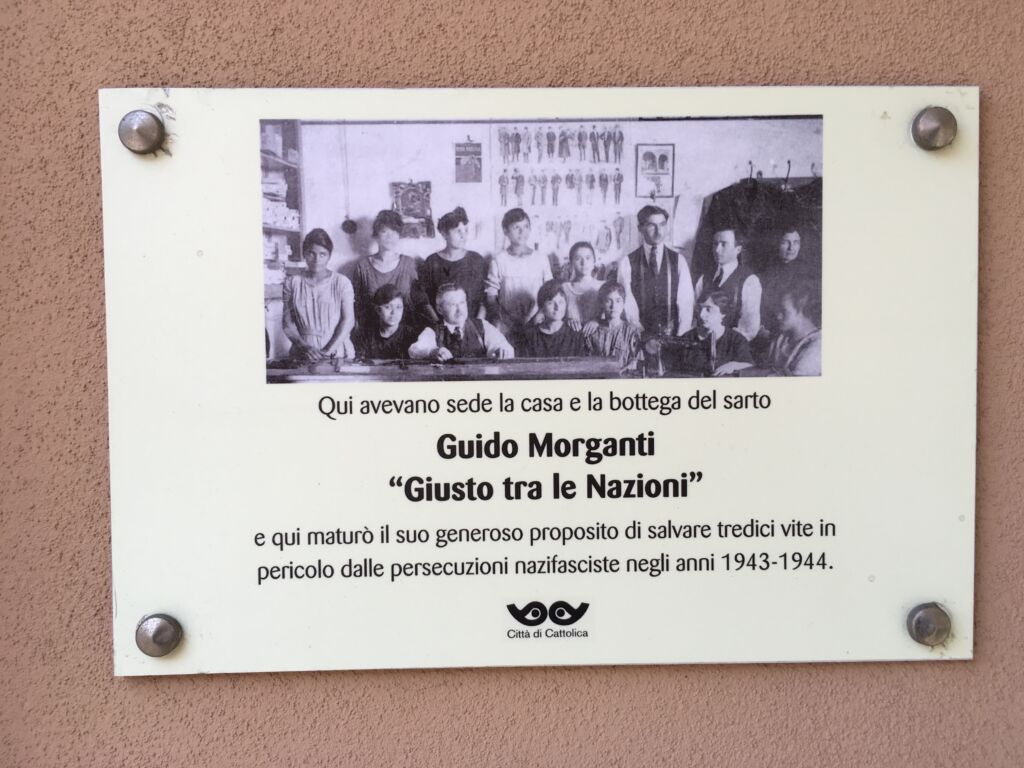 Qui avevano sede la casa e la bottega del sarto
Guido Morganti
“Giusto tra le Nazioni”
e qui maturò il suo generoso proposito di salvare tredici vite in
pericolo dalle persecuzioni nazifasciste negli anni 1943-1944.
Città di Cattolica